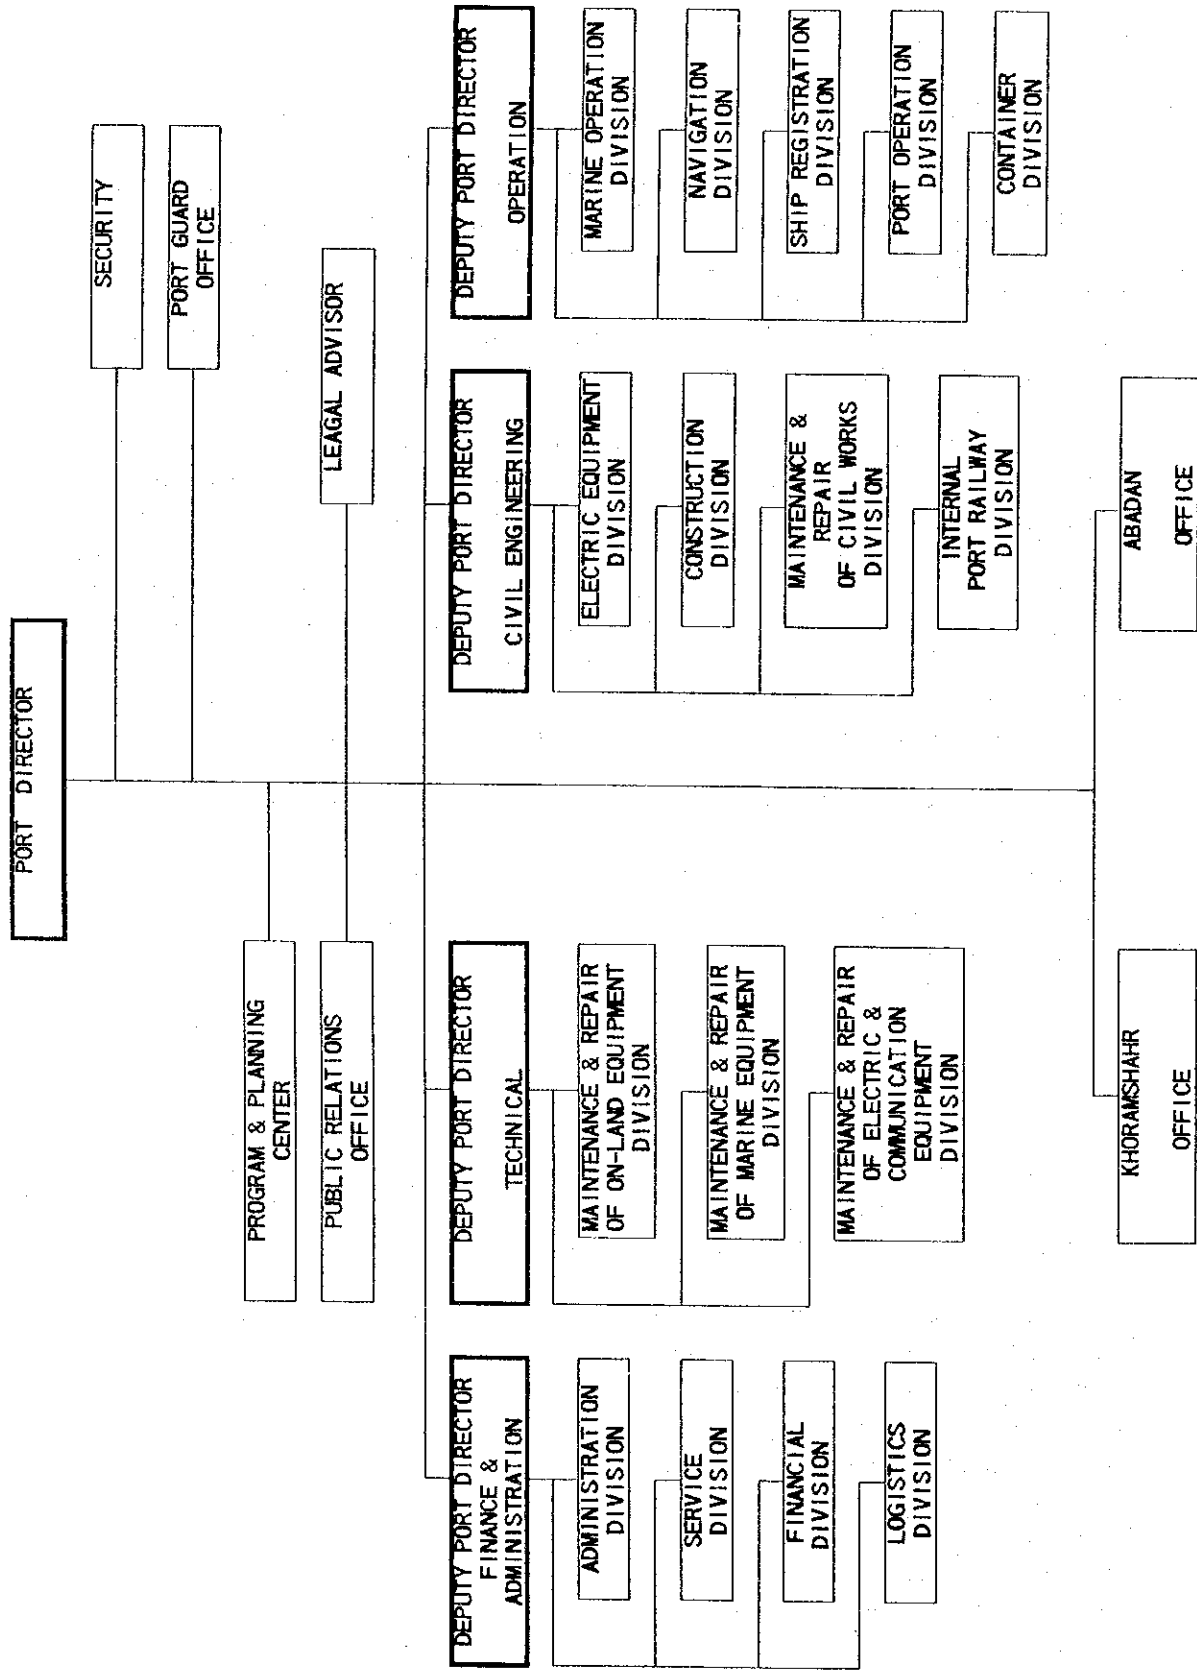 PORT DIRECTOR
SECURITY
PORT GUARD
OFFICE
PROGRAM & PLANNING
CENTER
PUBLIC RELATIONS
OFFICE
LEAGAL ADVISOR
DEPUTY PORT DIRECTOR
FINANCE &
ADMINISTRATION
ADMINISTRATION
DIVISION
SERVICE
DIVISION
FINANCIAL
DIVISION
LOGISTICS
DIVISION
DEPUTY PORT DIRECTOR
TECHNICAL
MAINTENANCE & REPAIR
OF ON-LAND EQUIPMENT
DIVISION
MAINTENANCE & REPAIR
OF MARINE EQUIPMENT
DIVISION
MAINTENANCE & REPAIR
OF ELECTRIC &
COMMUNICATION
EQUIPMENT
DIVISION
DEPUTY PORT DIRECTOR
CIVIL ENGINEERING
ELECTRIC EQUIPMENT
DIVISION
CONSTRUCTION
DIVISION
MAINTENANCE &
REPAIR
OF CIVIL WORKS
DIVISION
INTERNAL
PORT RAILWAY
DIVISION
DEPUTY PORT DIRECTOR
OPERATION
MARINE OPERATION
DIVISION
NAVIGATION
DIVISION
SHIP REGISTRATION
DIVISION
PORT OPERATION
DIVISION
CONTAINER
DIVISION
KHORAMSHAHR
OFFICE
ABADAN
OFFICE